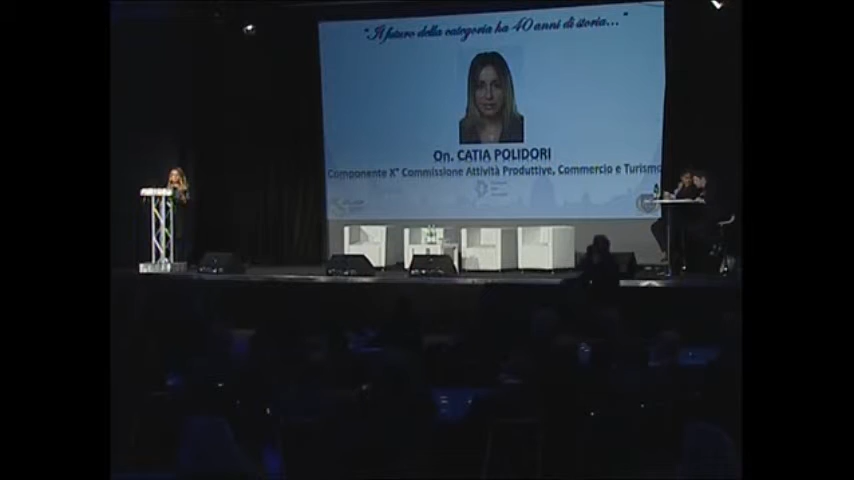 "Il futuro della categoria ha 40 anni di storia..."
On. CATIA POLIDORI
Componente X° Commissione Attività Produttive, Commercio e Turismo